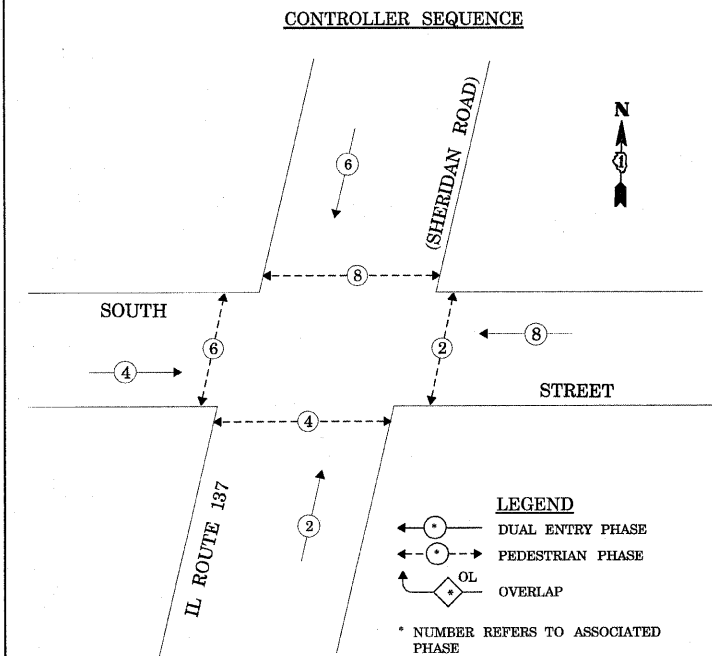 CONTROLLER SEQUENCE
(SHERIDAN ROAD)
N
1
6
8
SOUTH
6
2
8
4
STREET
4
IL ROUTE 137
2
LEGEND
* DUAL ENTRY PHASE
* PEDESTRIAN PHASE
OL
* OVERLAP
* NUMBER REFERS TO ASSOCIATED
PHASE